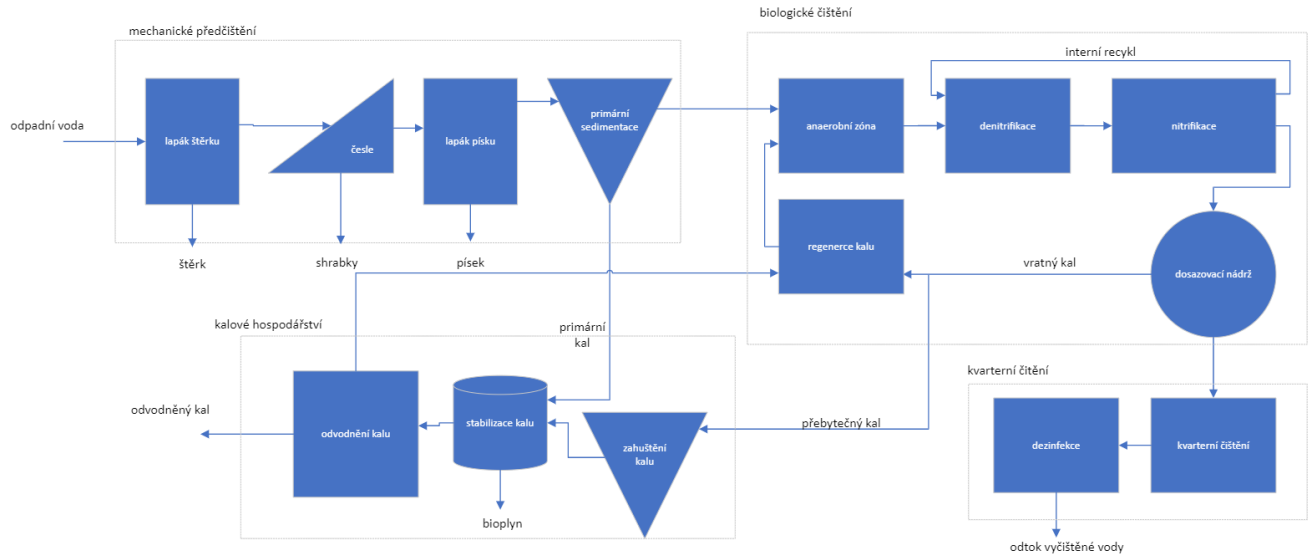 biologické čištění
mechanické předčištění
interní recykl
odpadní voda
lapák štěrku
česle
lapák písku
primární
sedimentace
anaerobní zóna
denitrifikace
nitrifikace
štěrk
shrabky
písek
regenerce kalu
vratný kal
dosazovací nádrž
kalové hospodářství
primární
kal
kvarterní čitění
odvodněný kal
odvodnění kalu
stabilizace kalu
zahuštění
kalu
přebytečný kal
dezinfekce
kvarterní čištění
bioplyn
odtok vyčištěné vody